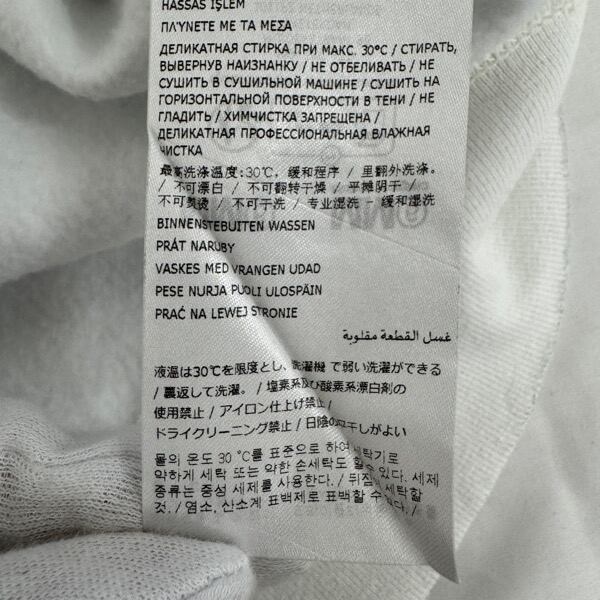 HASSAS İŞLEM
ΠΛΎΝΕΤΕ ΜΕ ΤΑ ΜΕΣΑ
ДЕЛИКАТНАЯ СТИРКА ПРИ МАКС. 30°C / СТИРАТЬ,
ВЫВЕРНУВ НАИЗНАНКУ / НЕ ОТБЕЛИВАТЬ / НЕ
СУШИТЬ В СУШИЛЬНОЙ МАШИНЕ / СУШИТЬ НА
ГОРИЗОНТАЛЬНОЙ ПОВЕРХНОСТИ В ТЕНИ / НЕ
ГЛАДИТЬ / ХИМЧИСТКА ЗАПРЕЩЕНА /
ДЕЛИКАТНАЯ ПРОФЕССИОНАЛЬНАЯ ВЛАЖНАЯ
ЧИСТКА
最高洗涤温度:30℃, 缓和程序 / 里翻外洗涤。
/ 不可漂白 / 不可翻转干燥 / 平摊阴干 /
不可熨烫 / 不可干洗 / 专业湿洗 - 缓和湿洗
BINNENSTEBUITEN WASSEN
PRÁT NARUBY
VASKES MED VRANGEN UDAD
PESE NURJA PUOLI ULOSPÄIN
PRAĆ NA LEWEJ STRONIE
غسل القطعة مقلوبة
液温は30℃を限度とし、洗濯機 で弱い洗濯ができる
/ 裏返して洗濯。 / 塩素系及び酸素系漂白剤の
使用禁止 / アイロン仕上げ禁止 /
ドライクリーニング禁止 / 日陰の平干しがよい
물의 온도 30 ℃를 표준으로 하여 세탁기로
약하게 세탁 또는 약한 손세탁도 할 수 있다. 세제
종류는 중성 세제를 사용한다. / 뒤집어 세탁할
것. / 염소, 산소계 표백제로 표백할 수 없다. /